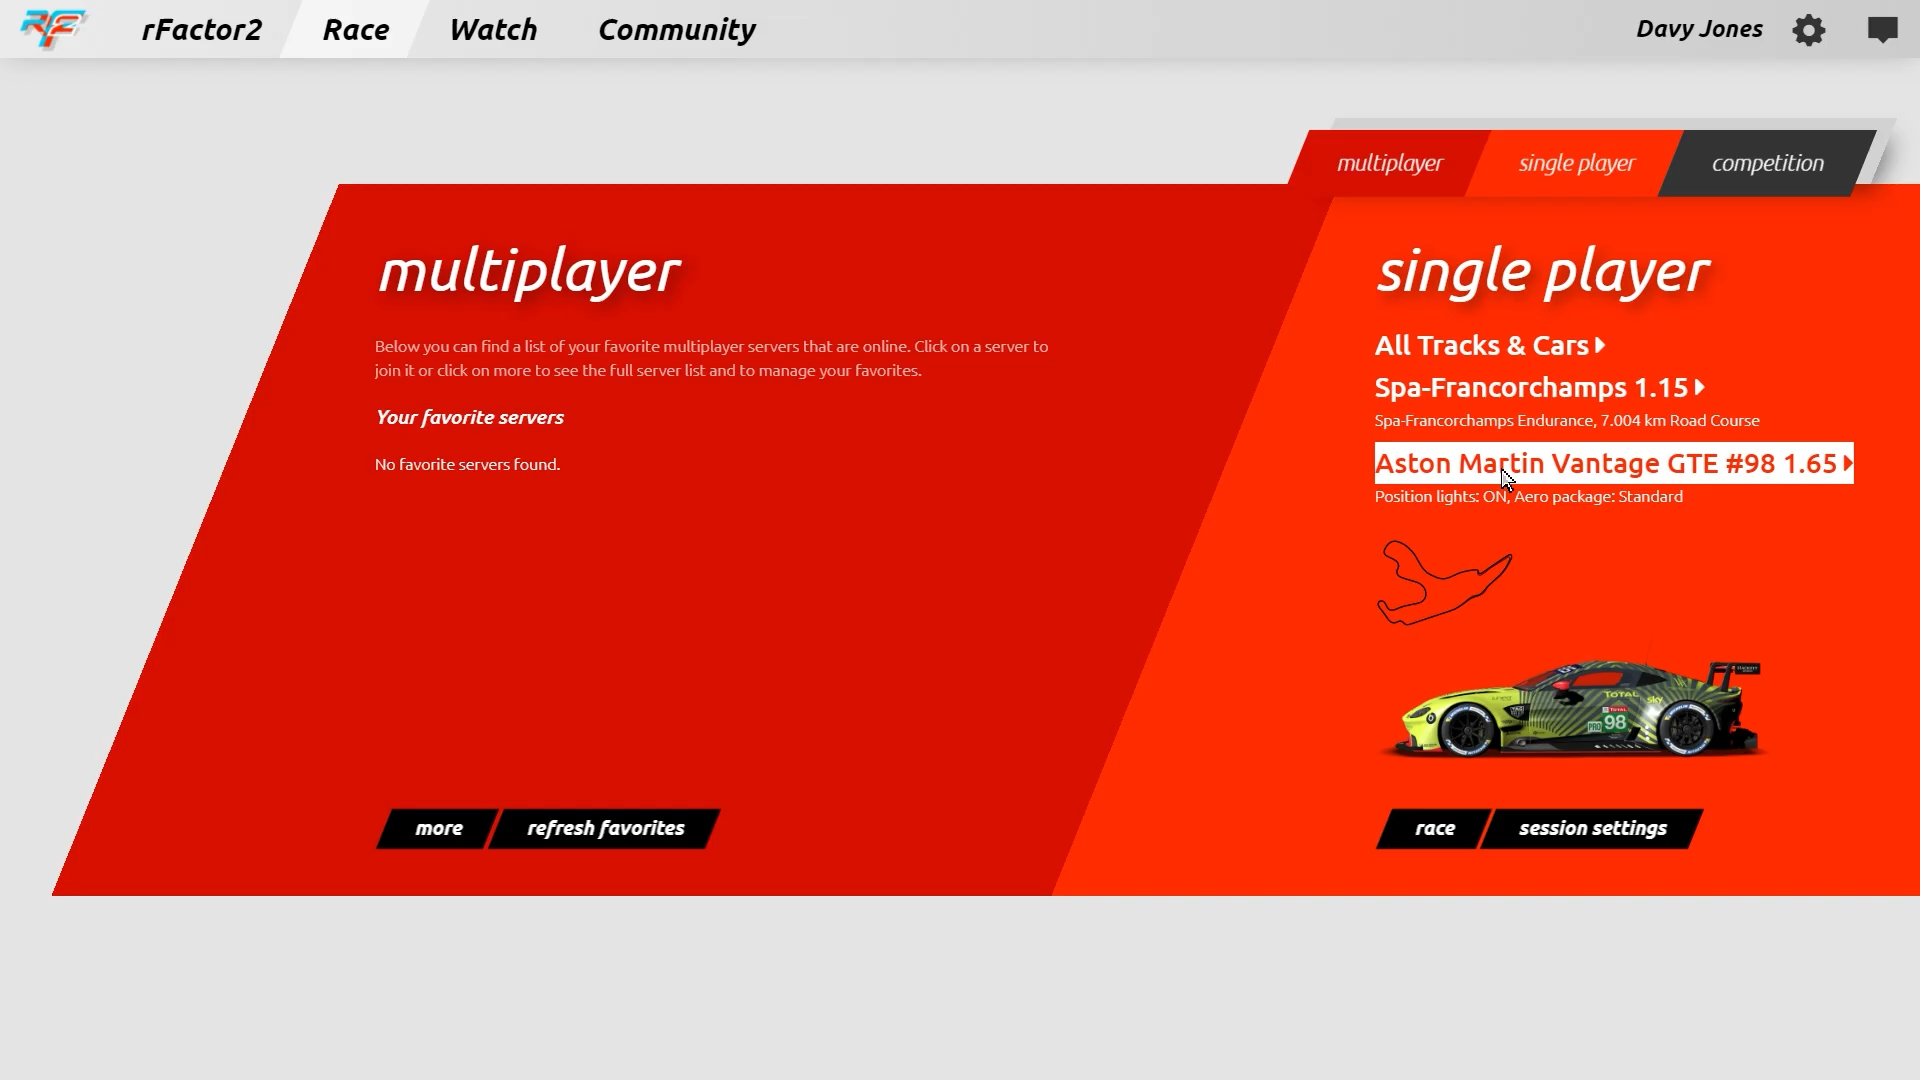 rF2
rFactor2
Race
Watch
Community
Davy Jones
multiplayer
single player
competition
multiplayer
Below you can find a list of your favorite multiplayer servers that are online. Click on a server to
join it or click on more to see the full server list and to manage your favorites.
Your favorite servers
No favorite servers found.
more
refresh favorites
single player
All Tracks & Cars
Spa-Francorchamps 1.15
Spa-Francorchamps Endurance, 7.004 km Road Course
Aston Martin Vantage GTE #98 1.65
Position lights: ON, Aero package: Standard
TOTAL
sky
98
race
session settings